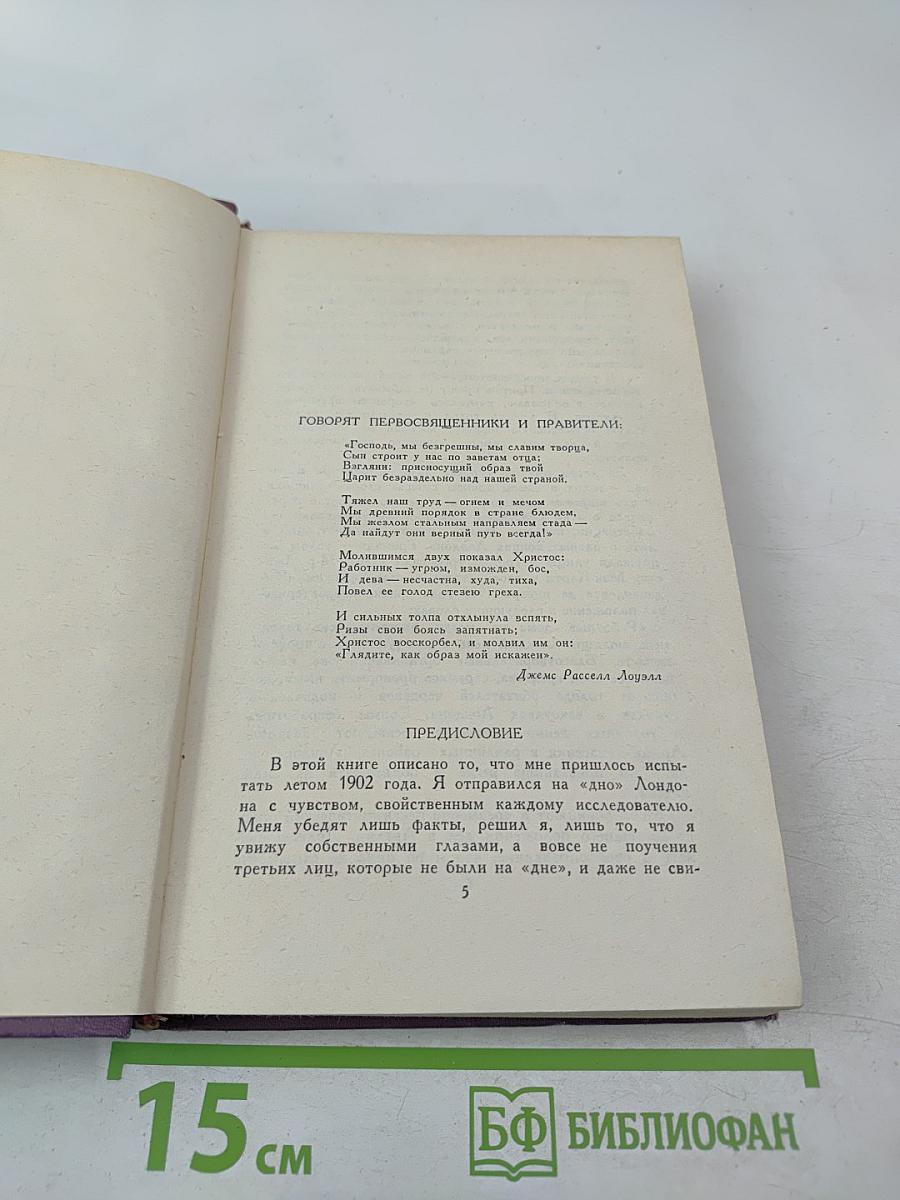 ГОВОРЯТ ПЕРВОСВЯЩЕННИКИ И ПРАВИТЕЛИ:
«Господь, мы безгрешны, мы славим творца,
Сын строит у нас по заветам отца;
Взгляни: присносущий образ твой
Царит безраздельно над нашей страной.
Тяжел наш труд — огнем и мечом
Мы древний порядок в стране блюдем,
Мы жезлом стальным направляем стада —
Да найдут они верный путь всегда!»
Молившимся двух показал Христос:
Работник — угрюм, изможден, бос,
И дева — несчастна, худа, тиха,
Повел ее голод стезею греха.
И сильных толпа отхлынула вспять,
Ризы свои боясь запятнать;
Христос восскорбел, и молвил им он:
«Глядите, как образ мой искажен».
Джемс Расселл Лоуэлл
ПРЕДИСЛОВИЕ
В этой книге описано то, что мне пришлось испы-
тать летом 1902 года. Я отправился на «дно» Лондо-
на с чувством, свойственным каждому исследователю.
Меня убедят лишь факты, решил я, лишь то, что я
увижу собственными глазами, а вовсе не поучения
третьих лиц, которые не были на «дне», и даже не сви-
5
15 см
БФ БИБЛИОФАН